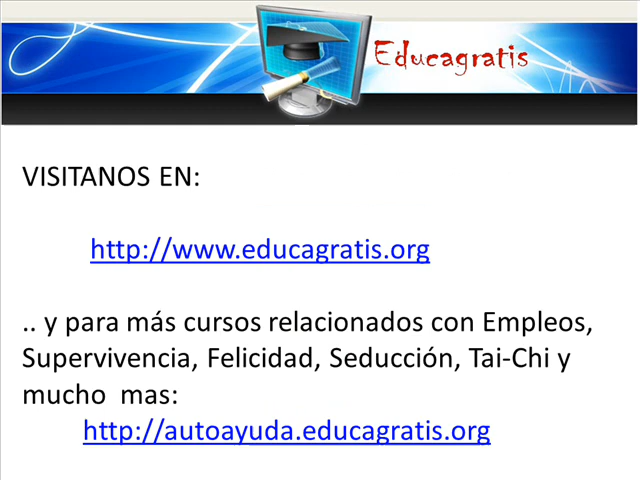 Educagratis
VISITANOS EN:
http://www.educagratis.org
.. y para más cursos relacionados con Empleos,
Supervivencia, Felicidad, Seducción, Tai-Chi y
mucho mas:
http://autoayuda.educagratis.org